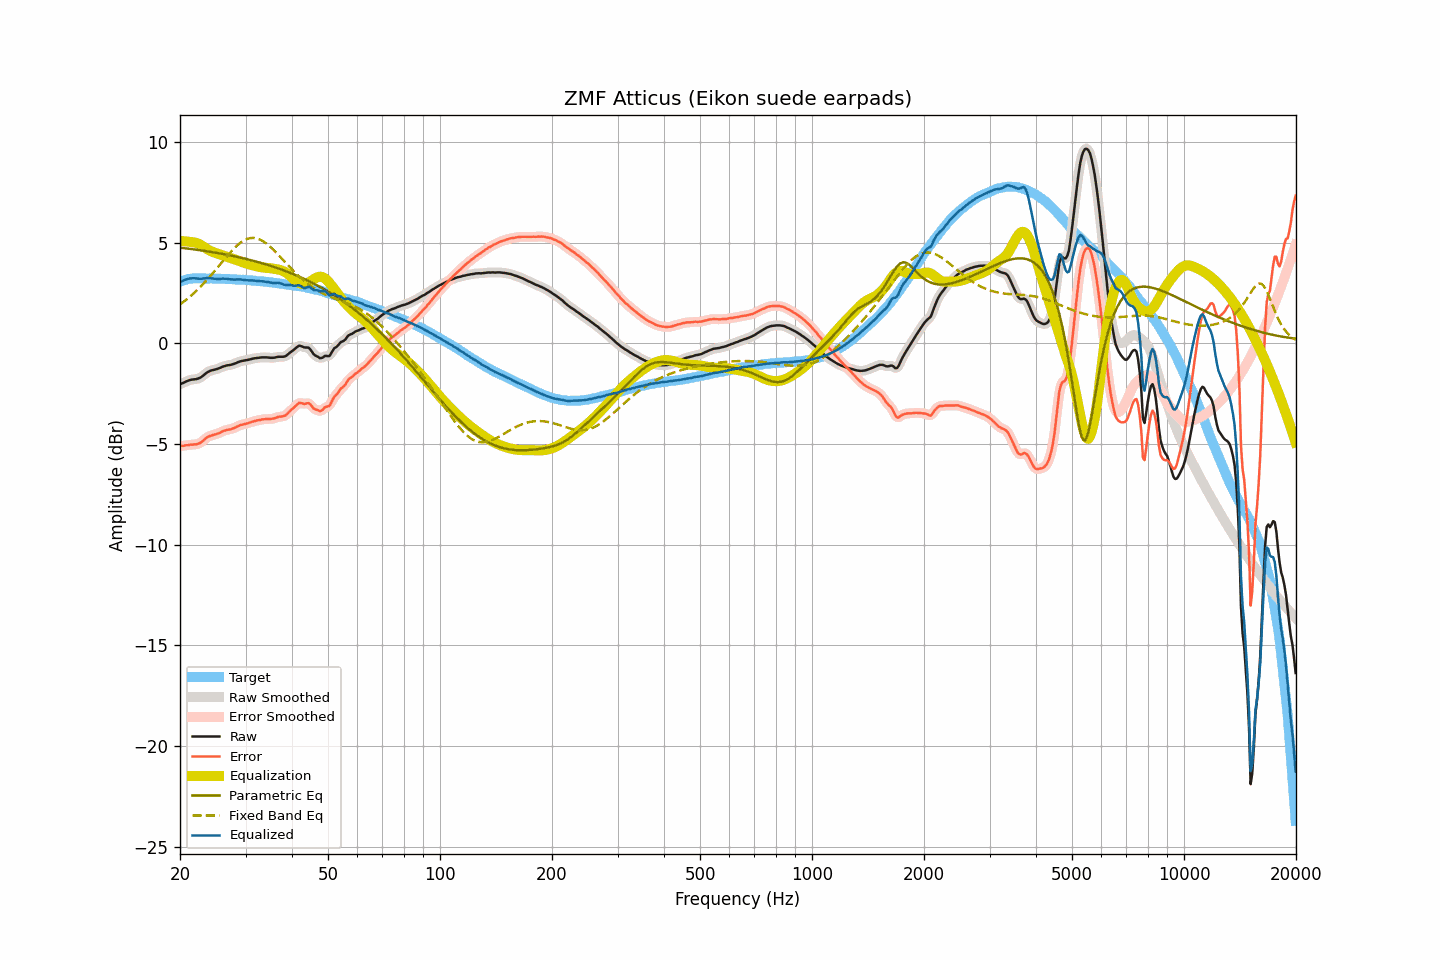 ZMF Atticus (Eikon suede earpads)
Amplitude (dBr)
10
5
0
−5
−10
−15
−20
−25
Target
Raw Smoothed
Error Smoothed
Raw
Error
Equalization
Parametric Eq
Fixed Band Eq
Equalized
20 50 100 200 500 1000 2000 5000 10000 20000
Frequency (Hz)